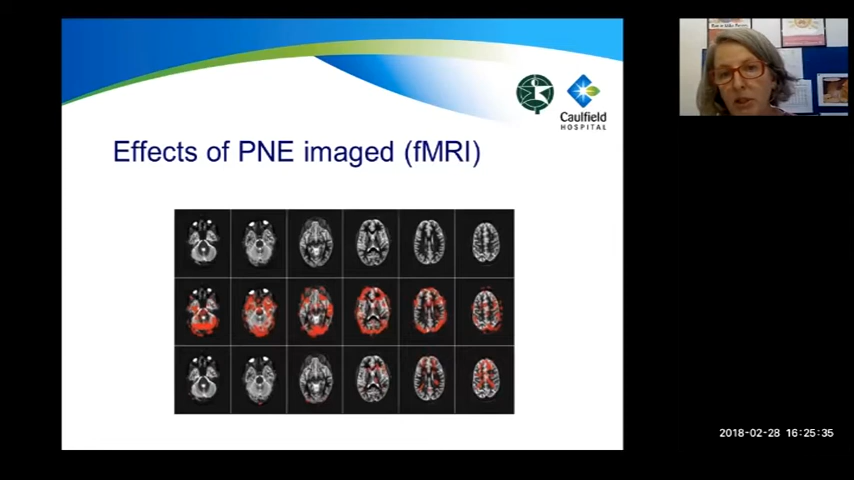 Caulfield
HOSPITAL
Effects of PNE imaged (fMRI)
2018-02-28 16:25:35